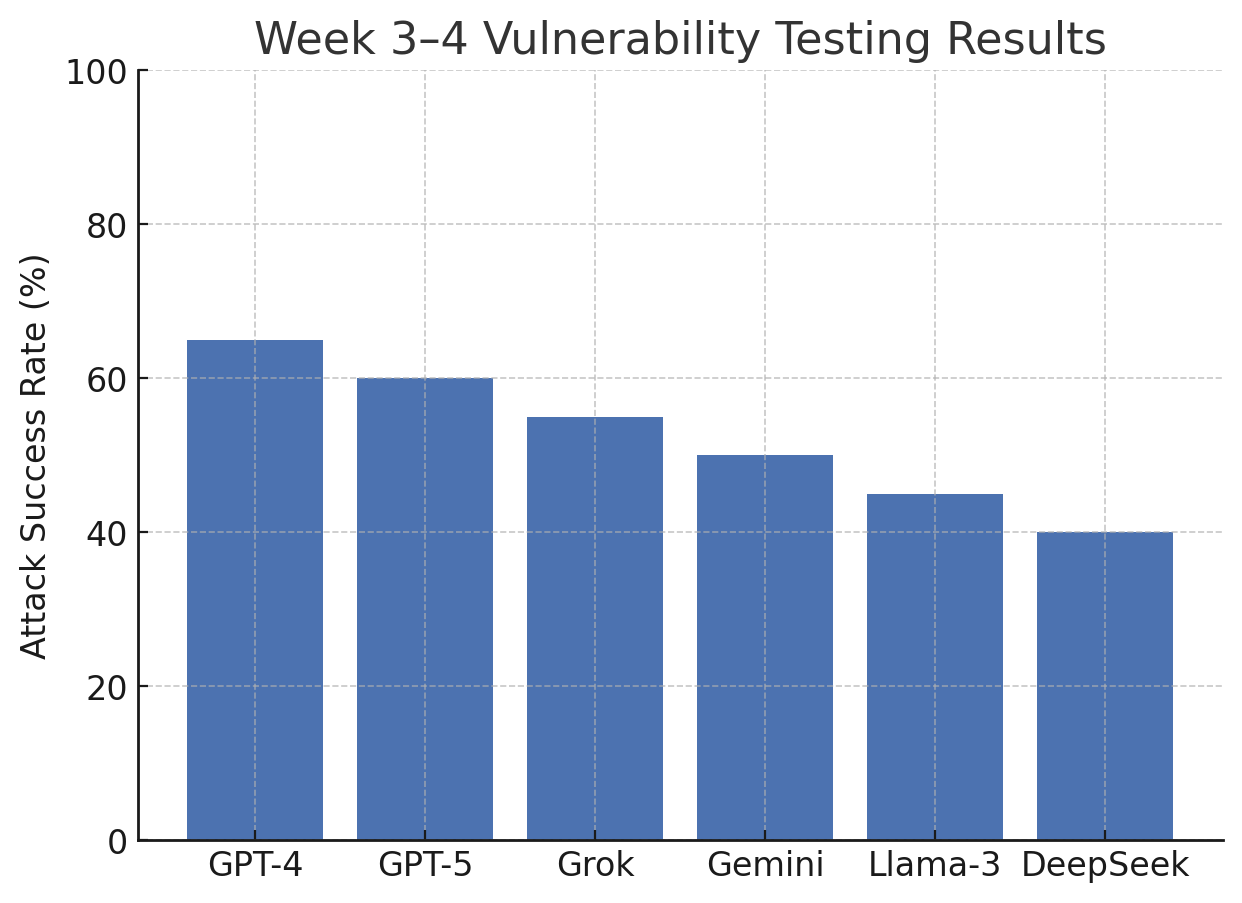 Week 3–4 Vulnerability Testing Results
Attack Success Rate (%)
100
80
60
40
20
0
GPT-4 GPT-5 Grok Gemini Llama-3 DeepSeek